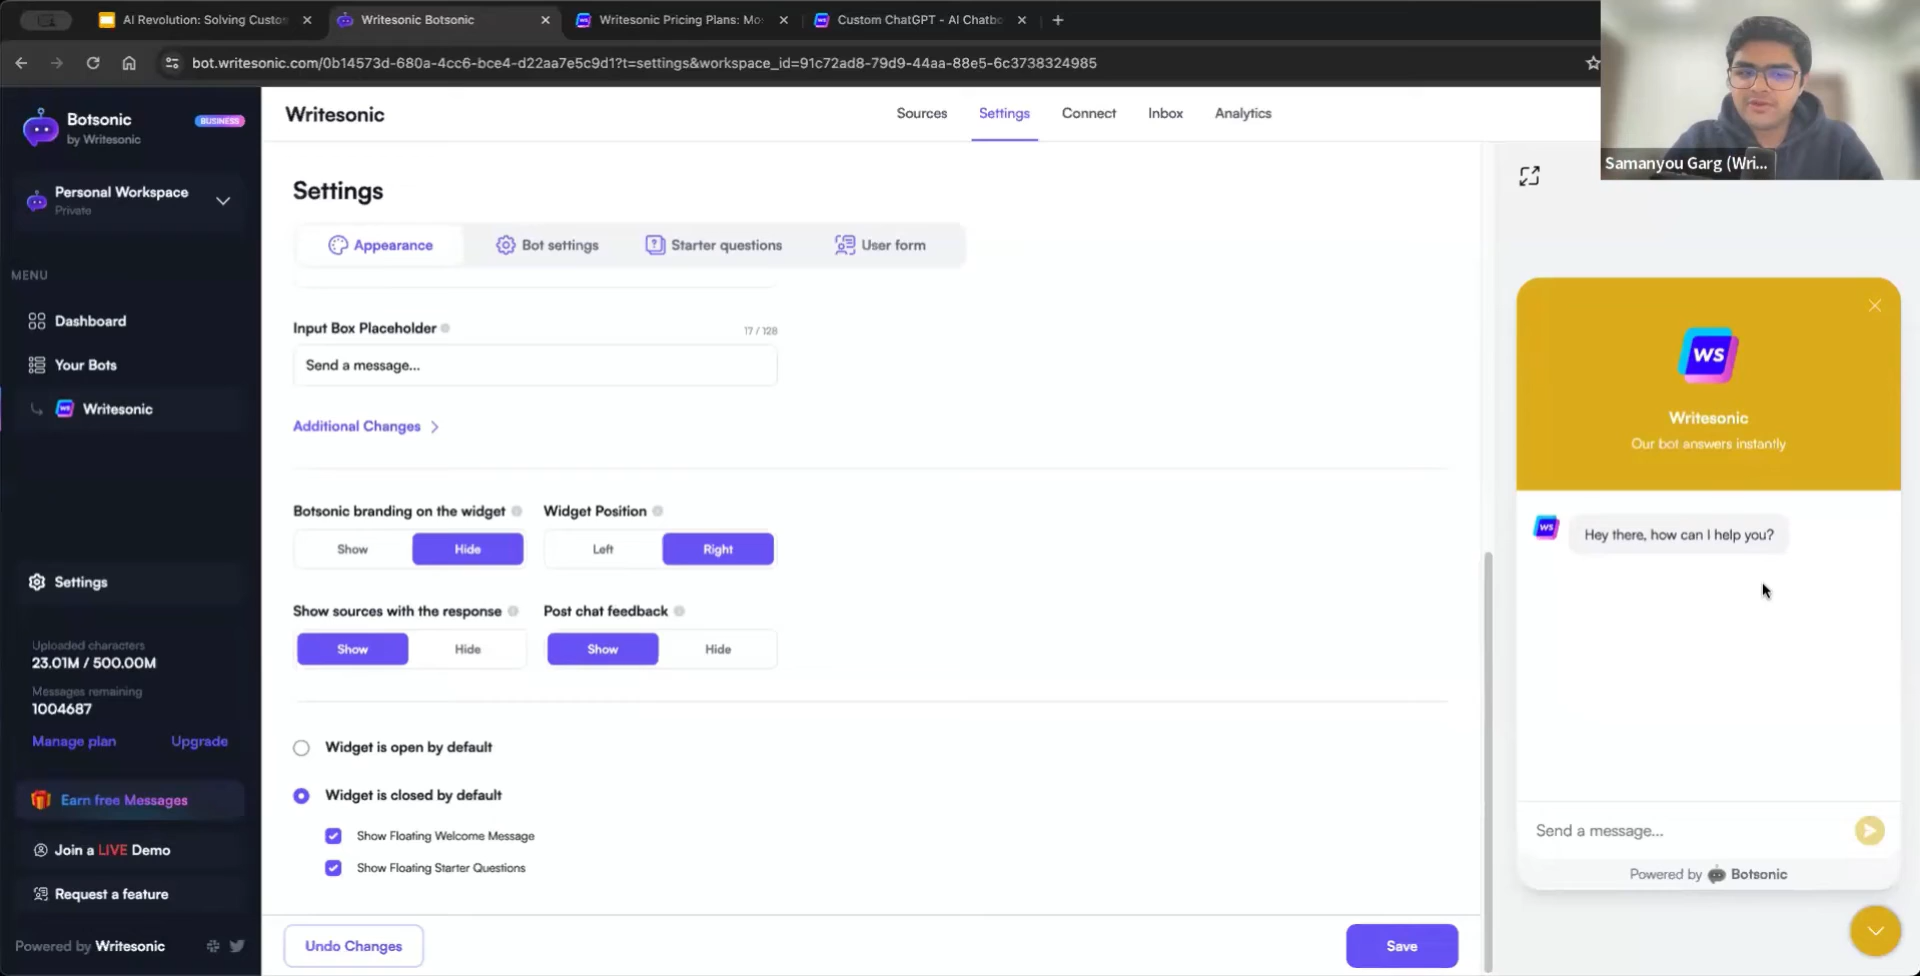 AI Revolution: Solving Custo
Writesonic Botsonic
Writesonic Pricing Plans: Mo
Custom ChatGPT - AI Chatbo
bot.writesonic.com/0b14573d-680a-4cc6-bce4-d22aa7e5c9d1?t=settings&workspace_id=91c72ad8-79d9-44aa-88e5-6c3738324985
Samanyou Garg (Wri...
Botsonic
by Writesonic
BUSINESS
Personal Workspace
Private
MENU
Dashboard
Your Bots
WS
Writesonic
Settings
Uploaded characters
23.01M / 500.00M
Messages remaining
1004687
Manage plan
Upgrade
Earn free Messages
Join a LIVE Demo
Request a feature
Powered by Writesonic
Writesonic
Sources
Settings
Connect
Inbox
Analytics
Settings
Appearance
Bot settings
Starter questions
User form
Input Box Placeholder
17 / 128
Send a message...
Additional Changes
Botsonic branding on the widget
Widget Position
Show
Hide
Left
Right
Show sources with the response
Post chat feedback
Show
Hide
Show
Hide
Widget is open by default
Widget is closed by default
Show Floating Welcome Message
Show Floating Starter Questions
Undo Changes
Save
WS
Writesonic
Our bot answers instantly
WS
Hey there, how can I help you?
Send a message...
Powered by Botsonic